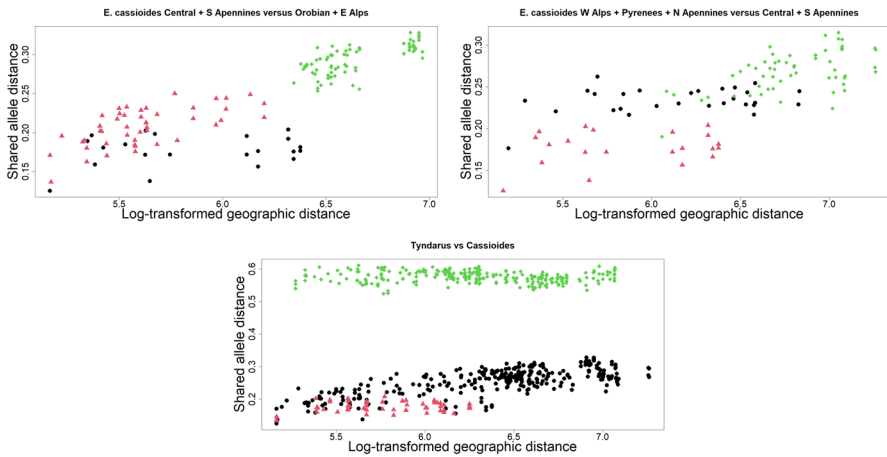 E. cassioides Central + S Apennines versus Orobian + E Alps
Shared allele distance
0.30
0.25
0.20
0.15
5.5
6.0
6.5
7.0
Log-transformed geographic distance
E. cassioides W Alps + Pyrenees + N Apennines versus Central + S Apennines
Shared allele distance
0.30
0.25
0.20
0.15
5.5
6.0
6.5
7.0
Log-transformed geographic distance
Tyndarus vs Cassioides
Shared allele distance
0.6
0.5
0.4
0.3
0.2
5.5
6.0
6.5
7.0
Log-transformed geographic distance